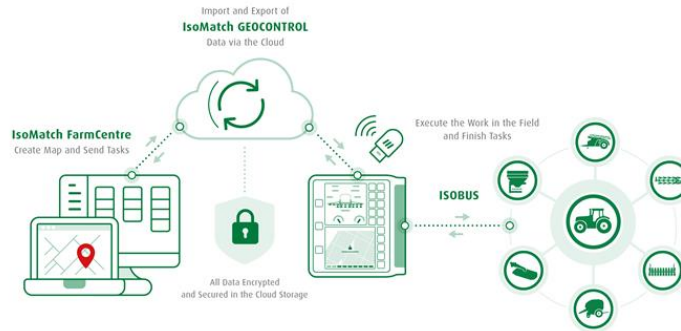 Import and Export of
IsoMatch GEOCONTROL
Data via the Cloud
IsoMatch FarmCentre
Create Map and Send Tasks
Execute the Work in the Field
and Finish Tasks
ISOBUS
All Data Encrypted
and Secured in the Cloud Storage